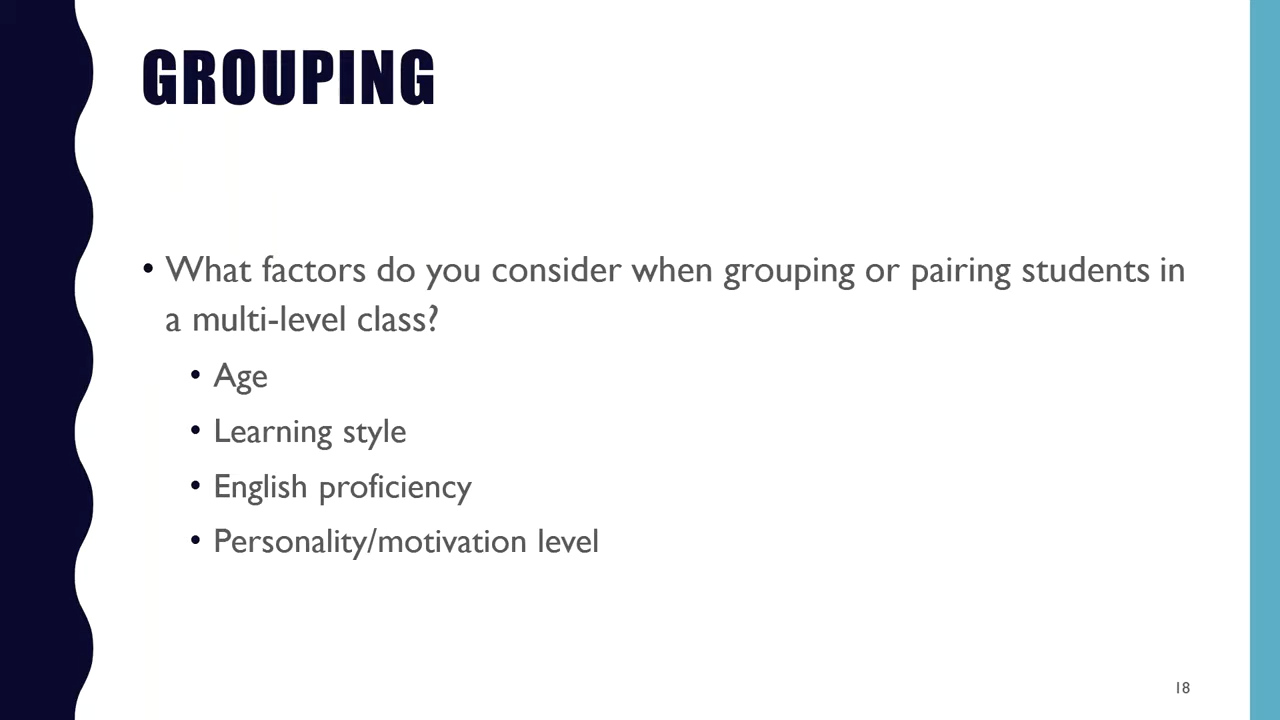 GROUPING
• What factors do you consider when grouping or pairing students in
a multi-level class?
• Age
• Learning style
• English proficiency
• Personality/motivation level
18